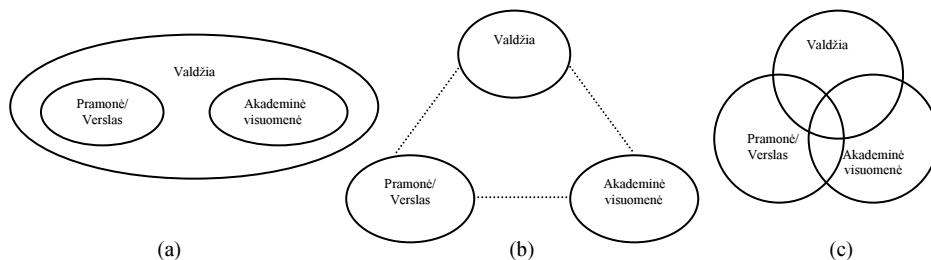 Valdžia
Pramonė/
Verslas
Akademinė
visuomenė
(a)
Valdžia
Pramonė/
Verslas
Akademinė
visuomenė
(b)
Valdžia
Pramonė/
Verslas
Akademinė
visuomenė
(c)